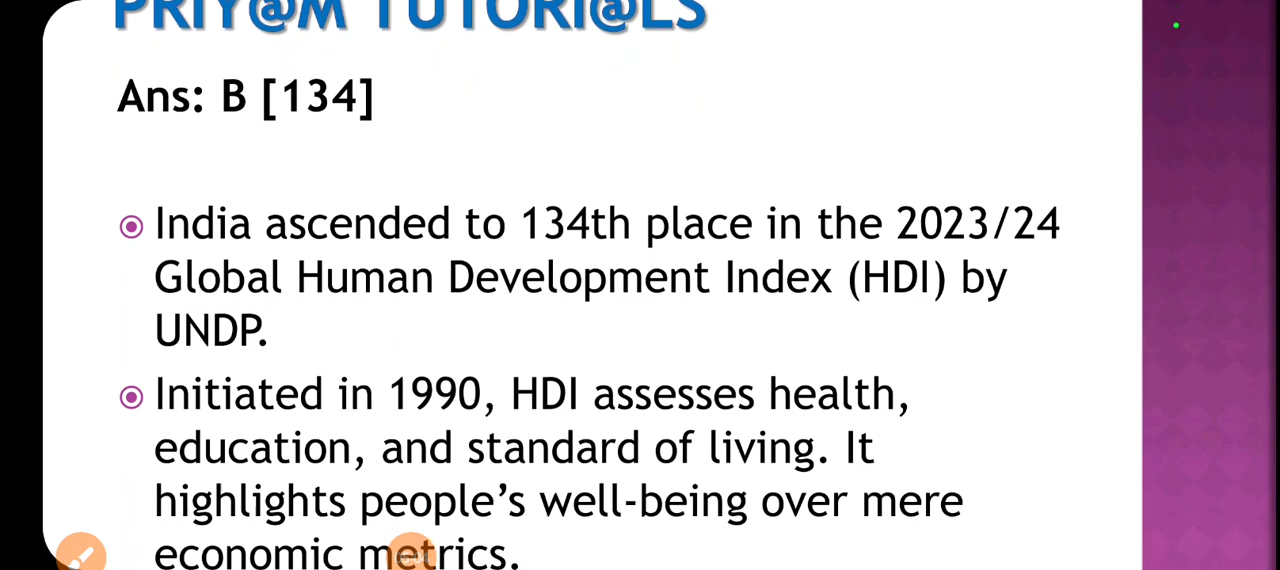 PRIY@M TUTORI@LS
Ans: B [134]
India ascended to 134th place in the 2023/24
Global Human Development Index (HDI) by
UNDP.
Initiated in 1990, HDI assesses health,
education, and standard of living. It
highlights people’s well-being over mere
economic metrics.